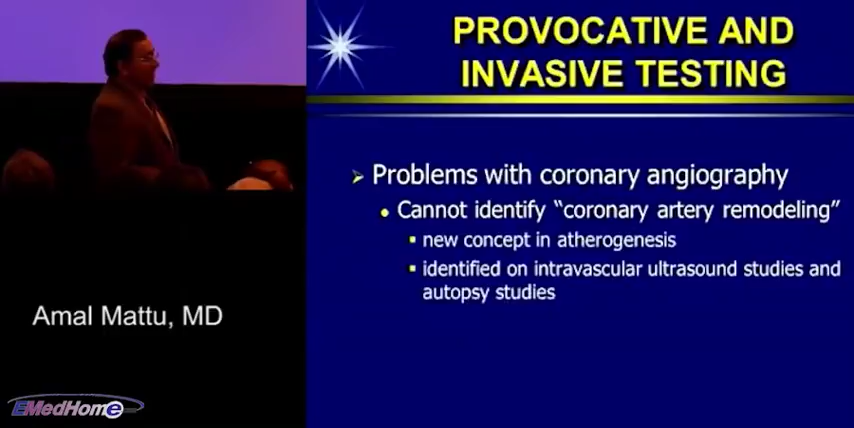 PROVOCATIVE AND
INVASIVE TESTING
Problems with coronary angiography
Cannot identify “coronary artery remodeling”
new concept in atherogenesis
identified on intravascular ultrasound studies and
autopsy studies
Amal Mattu, MD
EMedHome